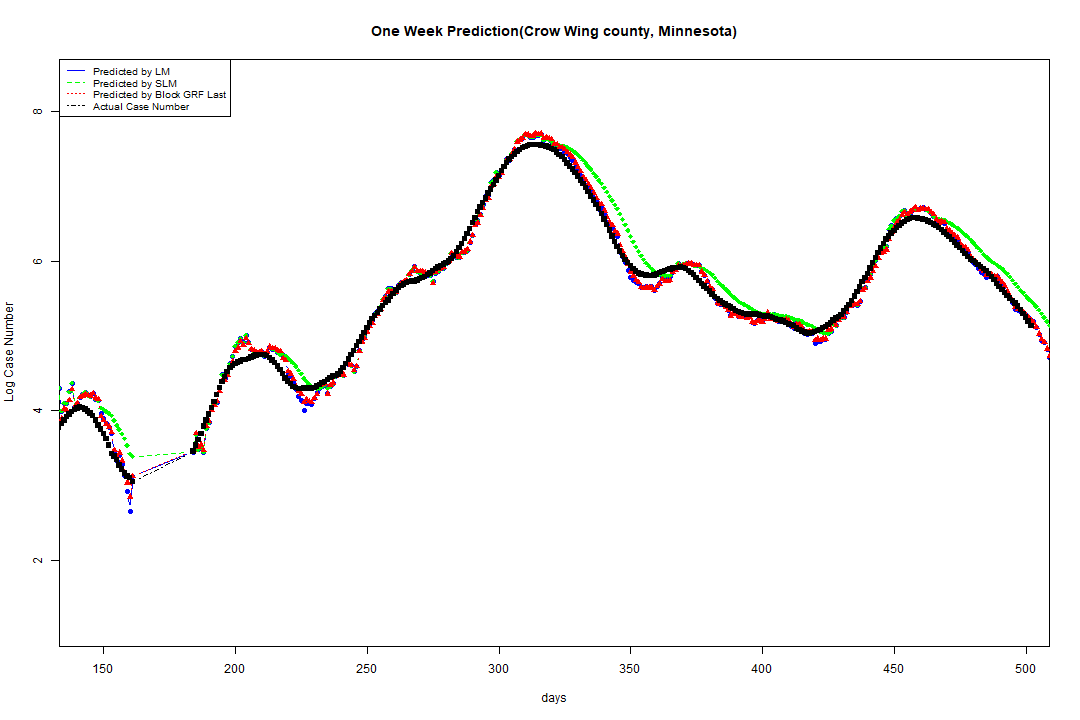 One Week Prediction(Crow Wing county, Minnesota)
Predicted by LM
Predicted by SLM
Predicted by Block GRF Last
Actual Case Number
8
6
4
2
Log Case Number
150 200 250 300 350 400 450 500
days